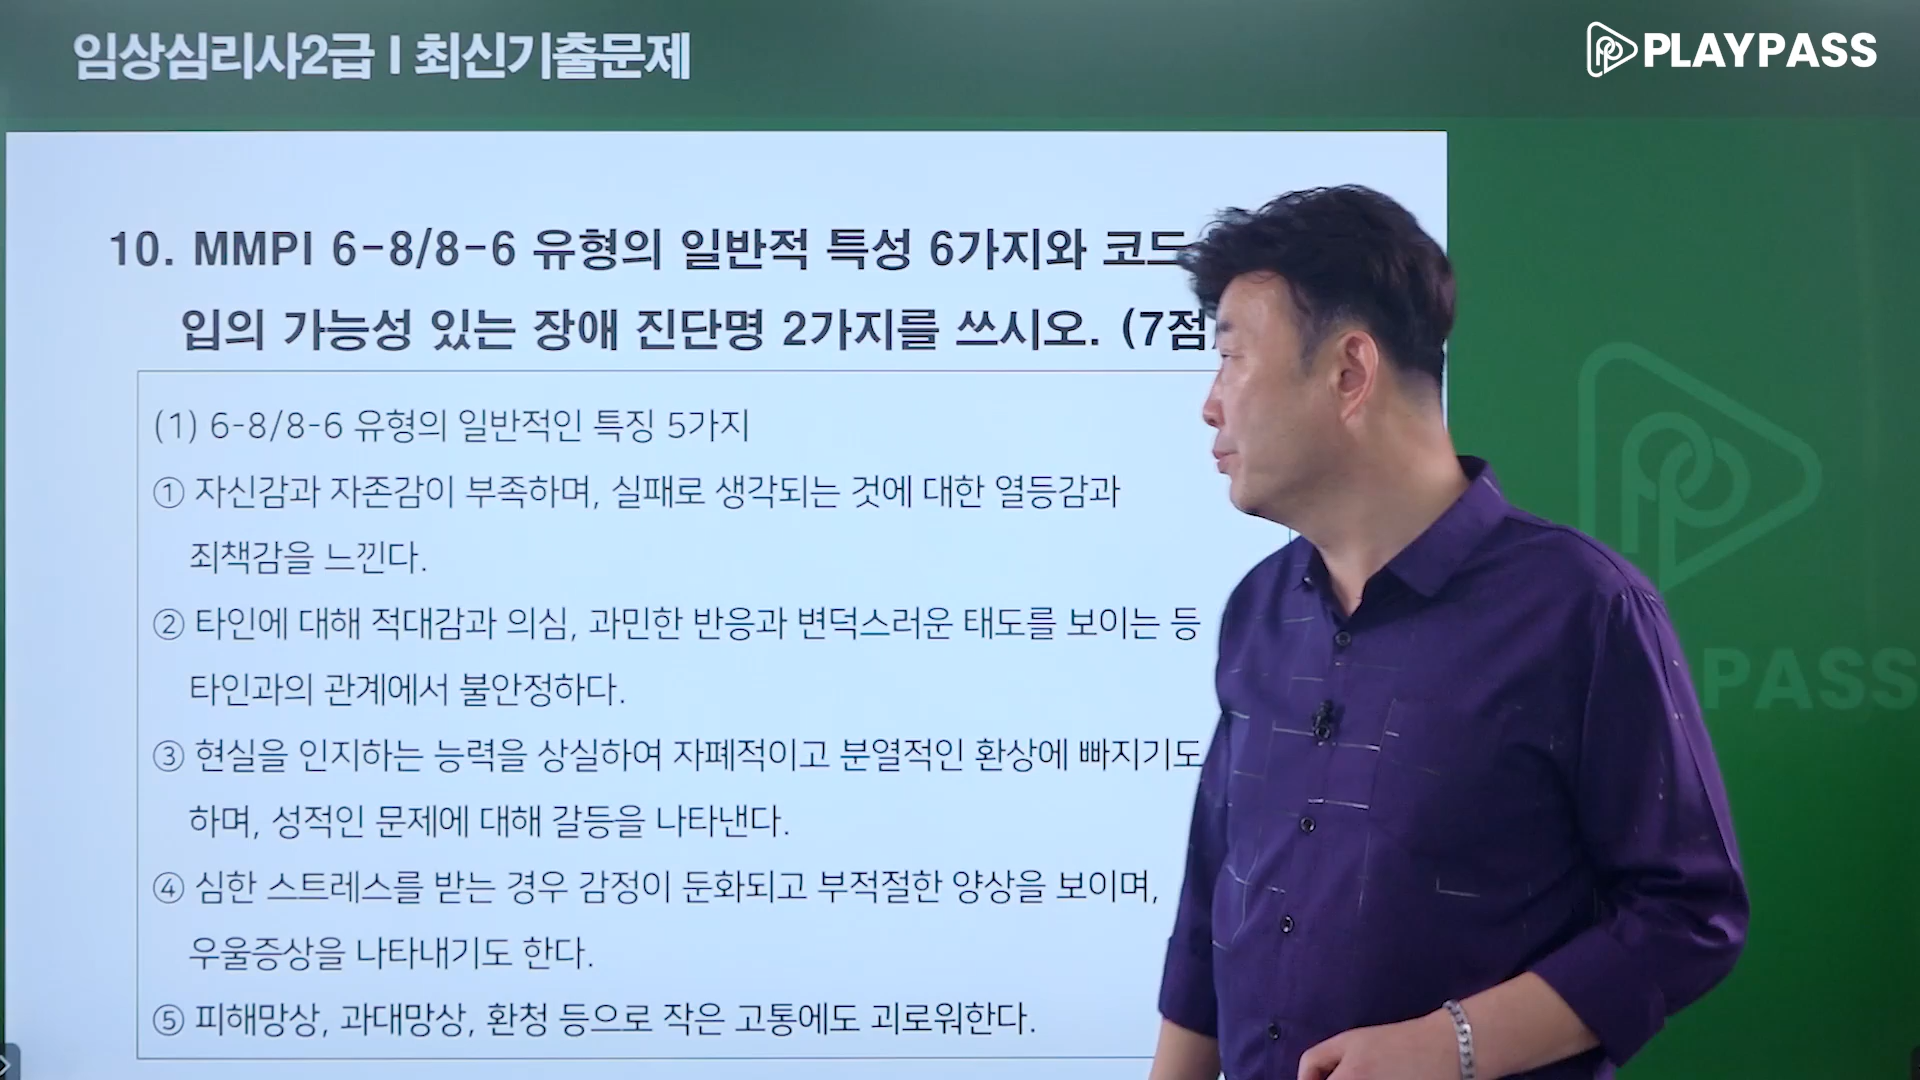 임상심리사2급 I 최신기출문제
PLAYPASS
10. MMPI 6-8/8-6 유형의 일반적 특성 6가지와 코드
입의 가능성 있는 장애 진단명 2가지를 쓰시오. (7점
(1) 6-8/8-6 유형의 일반적인 특징 5가지
① 자신감과 자존감이 부족하며, 실패로 생각되는 것에 대한 열등감과
죄책감을 느낀다.
② 타인에 대해 적대감과 의심, 과민한 반응과 변덕스러운 태도를 보이는 등
타인과의 관계에서 불안정하다.
③ 현실을 인지하는 능력을 상실하여 자폐적이고 분열적인 환상에 빠지기도
하며, 성적인 문제에 대해 갈등을 나타낸다.
④ 심한 스트레스를 받는 경우 감정이 둔화되고 부적절한 양상을 보이며,
우울증상을 나타내기도 한다.
⑤ 피해망상, 과대망상, 환청 등으로 작은 고통에도 괴로워한다.
PASS